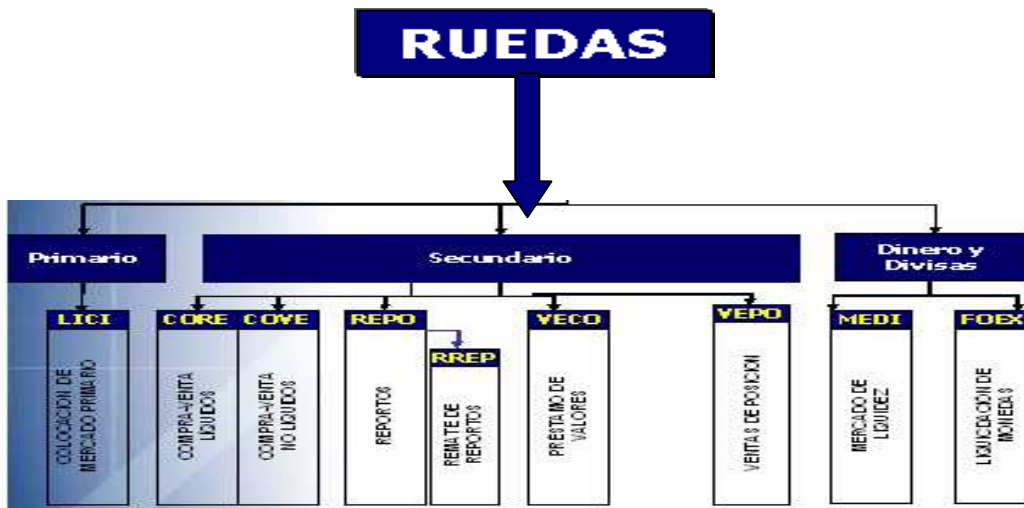 RUEDAS
Primario
Secundario
Dinero y
Divisas
LICI
CORE
COVE
REPO
RREP
VECO
VEPO
MEDI
FOEX
COLOCACION DE
MERCADO PRIMARIO
COMPRA-VENTA
LIQUIDOS
COMPRA-VENTA
NO LIQUIDOS
REPORTOS
REMATE DE
REPORTOS
PRESTAMO DE
VALORES
VENTAS DE POSICION
MERCADO DE
LIQUIDEZ
LIQUICDACION DE
MONEDAS